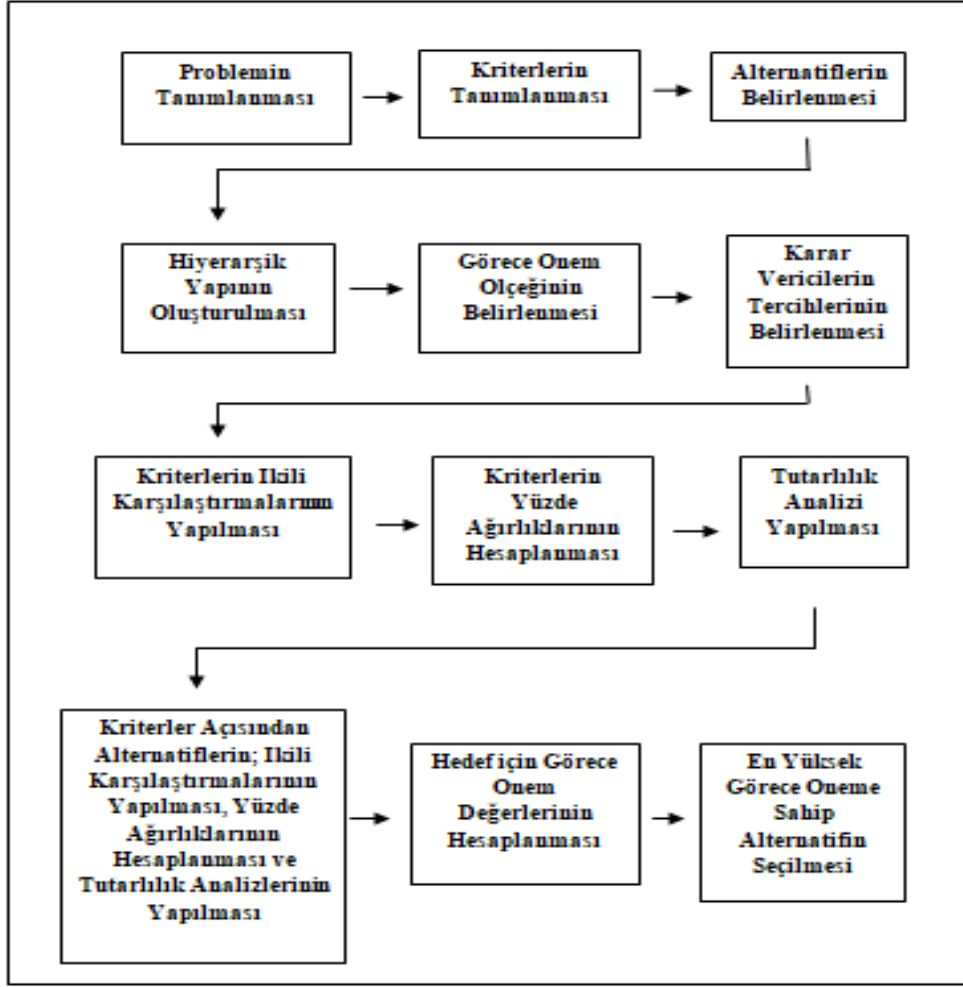 Problemin
Tanımlanması
Kriterlerin
Tanımlanması
Alternatiflerin
Belirlenmesi
Hiyerarşik
Yapının
Oluşturulması
Görece Onem
Olçeğinin
Belirlenmesi
Karar
Vericilerin
Tercihlerinin
Belirlenmesi
Kriterlerin Ikili
Karşılaştırmalarının
Yapılması
Kriterlerin
Yüzde
Ağırlıklarının
Hesaplanması
Tutarlılık
Analizi
Yapılması
Kriterler Açısından
Alternatiflerin; Ikili
Karşılaştırmalarının
Yapılması, Yüzde
Ağırlıklarının
Hesaplanması ve
Tutarlılık Analizlerinin
Yapılması
Hedef için Görece
Onem
Değerlerinin
Hesaplanması
En Yüksek
Görece Oneme
Sahip
Alternatifin
Seçilmesi